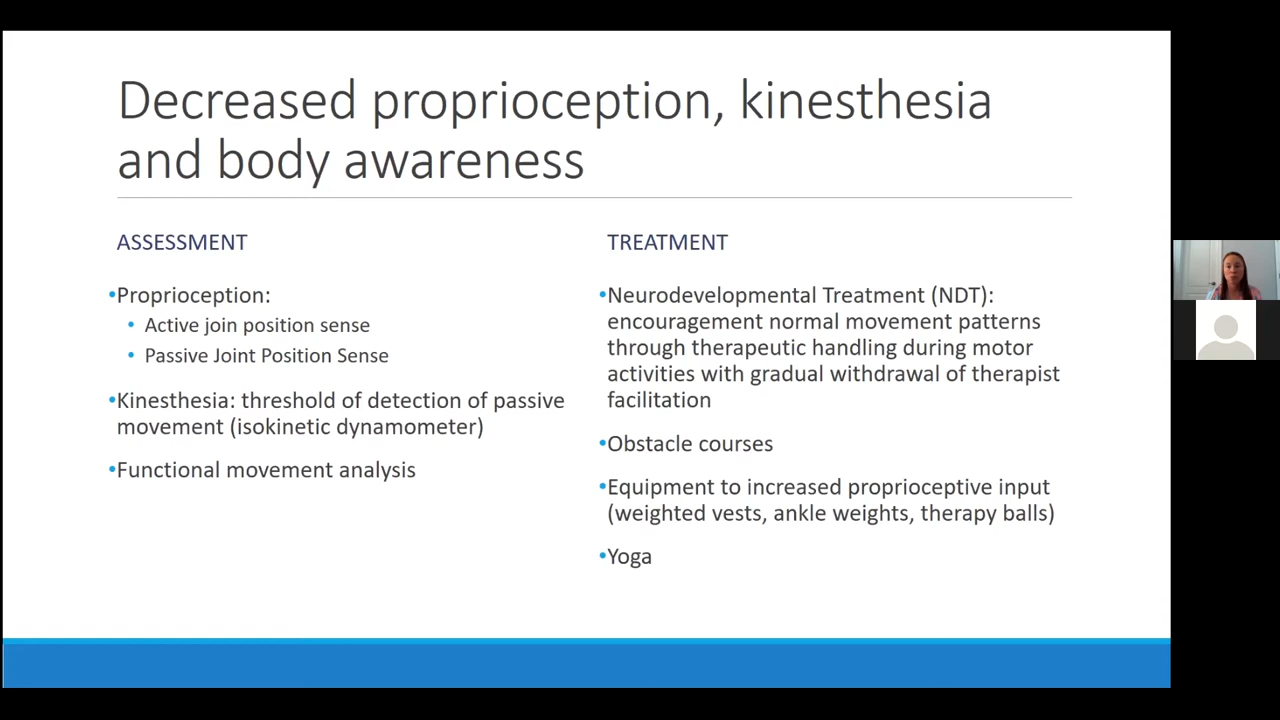 Decreased proprioception, kinesthesia
and body awareness
ASSESSMENT
•Proprioception:
• Active join position sense
• Passive Joint Position Sense
•Kinesthesia: threshold of detection of passive
movement (isokinetic dynamometer)
•Functional movement analysis
TREATMENT
•Neurodevelopmental Treatment (NDT):
encouragement normal movement patterns
through therapeutic handling during motor
activities with gradual withdrawal of therapist
facilitation
•Obstacle courses
•Equipment to increased proprioceptive input
(weighted vests, ankle weights, therapy balls)
•Yoga